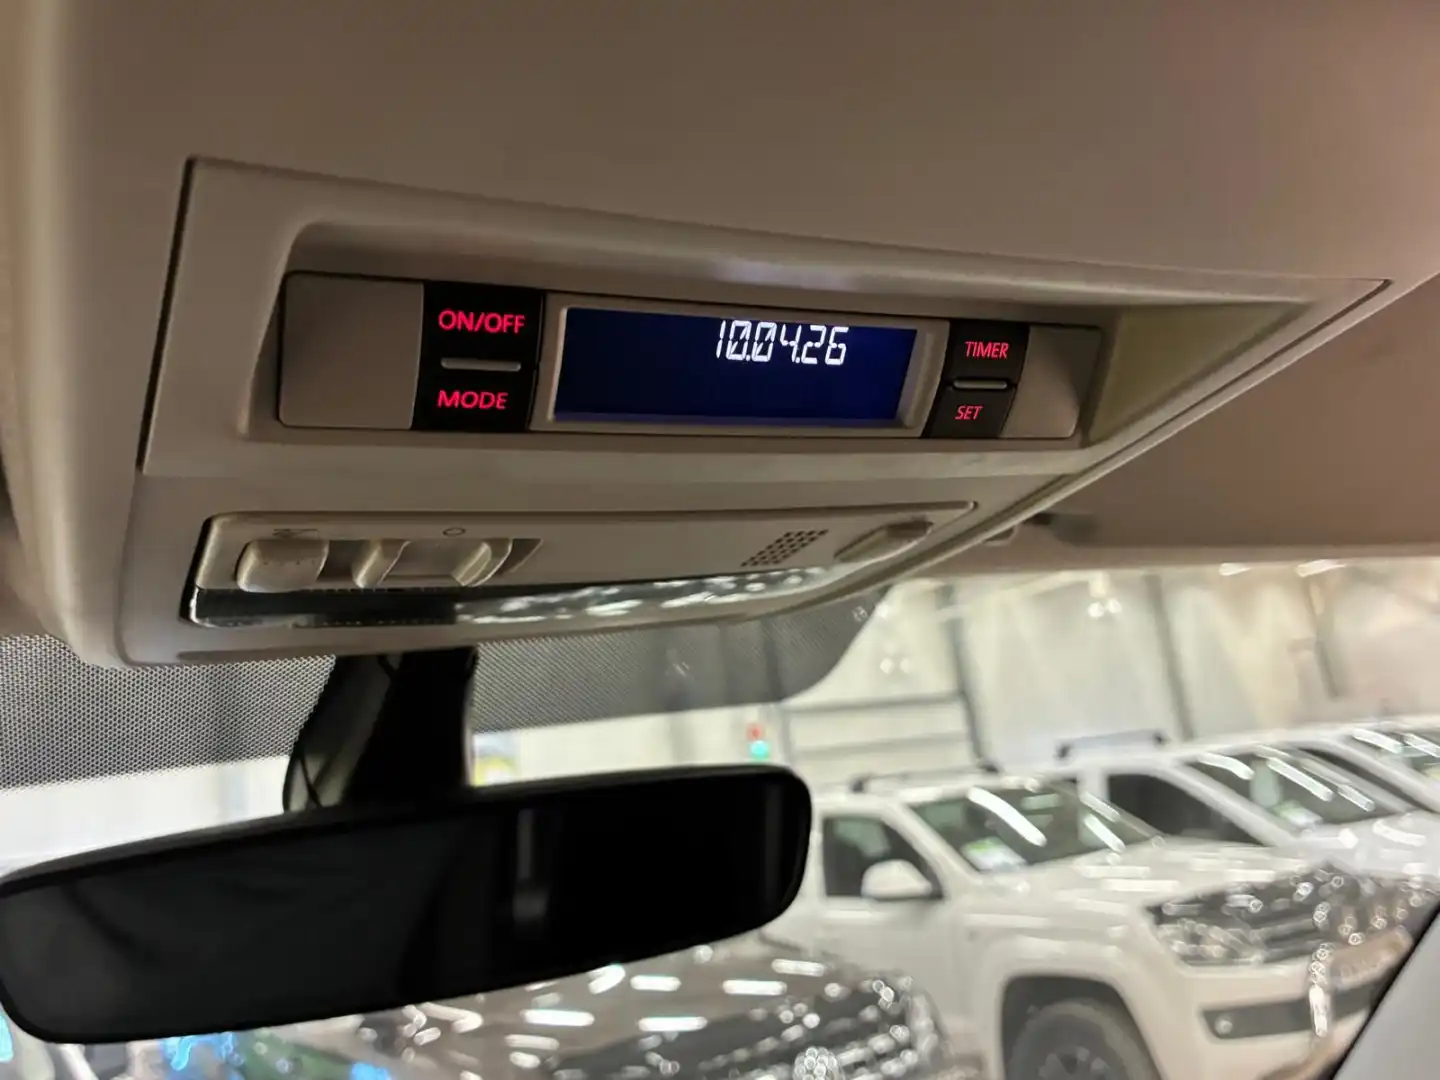 ON/OFF
MODE
10.04.26
TIMER
SET